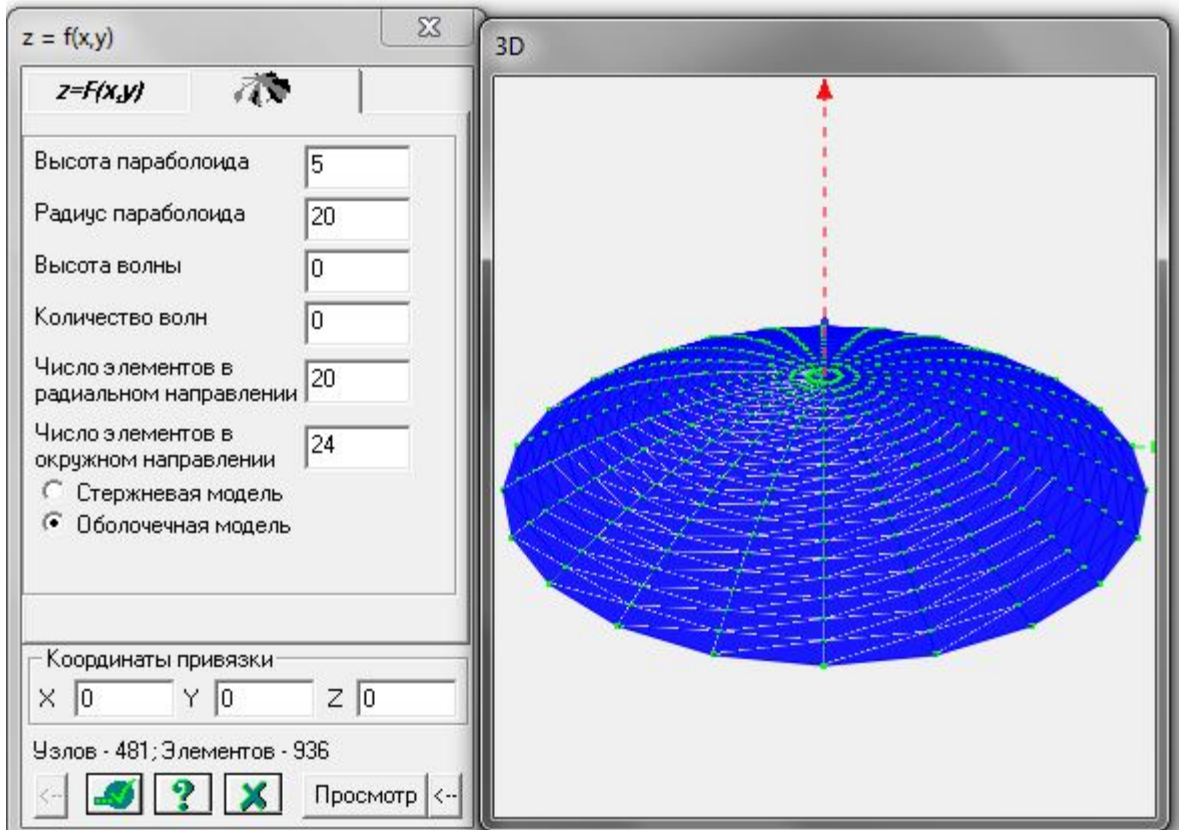 z = f(x,y)
z=F(x,y)
Высота параболоида 5
Радиус параболоида 20
Высота волны 0
Количество волн 0
Число элементов в
радиальном направлении 20
Число элементов в
окружном направлении 24
Стержневая модель
Оболочечная модель
Координаты привязки
X 0 Y 0 Z 0
Узлов - 481; Элементов - 936
<-- ? Просмотр <--
3D